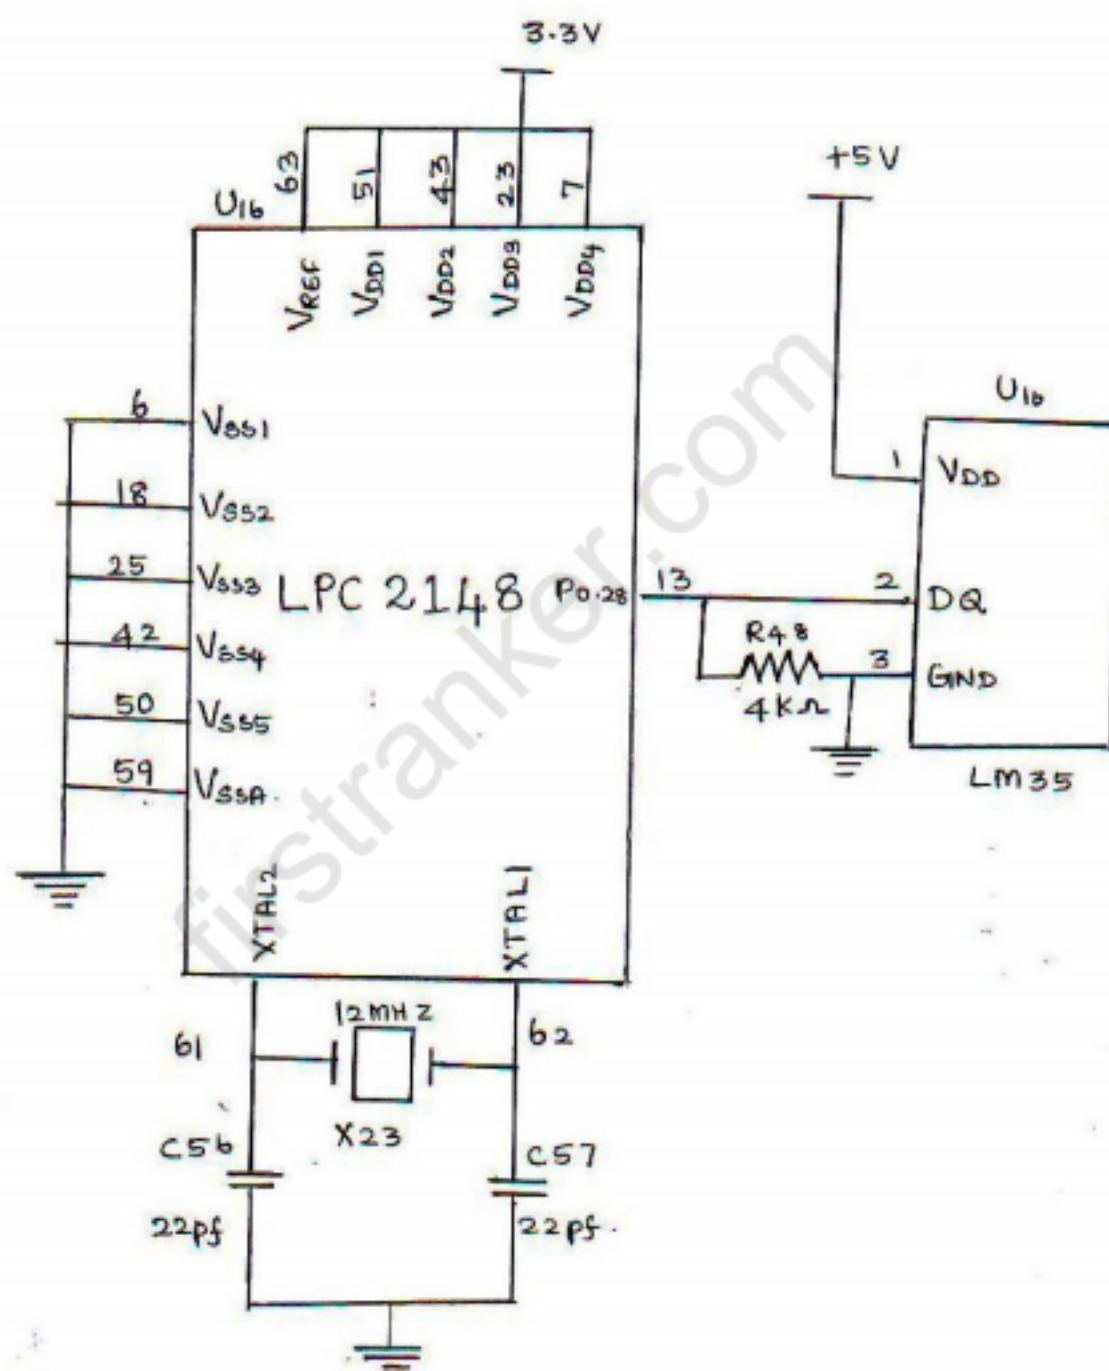 3.3V
+5V
63
51
43
23
7
U16
VREF
VDD1
VDD2
VDD3
VDD4
6
VSS1
18
VSS2
25
VSS3
42
VSS4
50
VSS5
59
VSSA
LPC 2148
P0.28
13
U16
1
VDD
2
DQ
3
GND
R48
4KΩ
LM35
XTAL2
XTAL1
61
12MHZ
62
X23
C56
C57
22pf
22pf.
firstranker.com